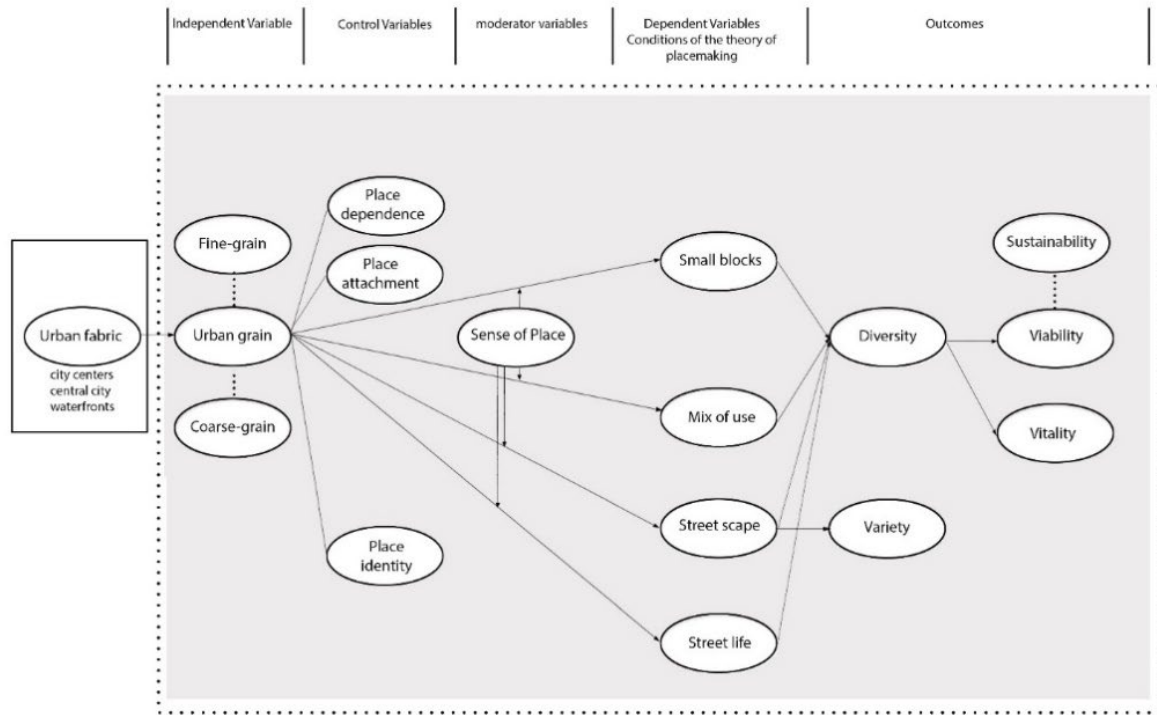 Independent Variable
Control Variables
moderator variables
Dependent Variables
Conditions of the theory of
placemaking
Outcomes
Urban fabric
city centers
central city
waterfronts
Fine-grain
Urban grain
Coarse-grain
Place
dependence
Place
attachment
Place
identity
Sense of Place
Small blocks
Mix of use
Street scape
Street life
Diversity
Variety
Sustainability
Viability
Vitality